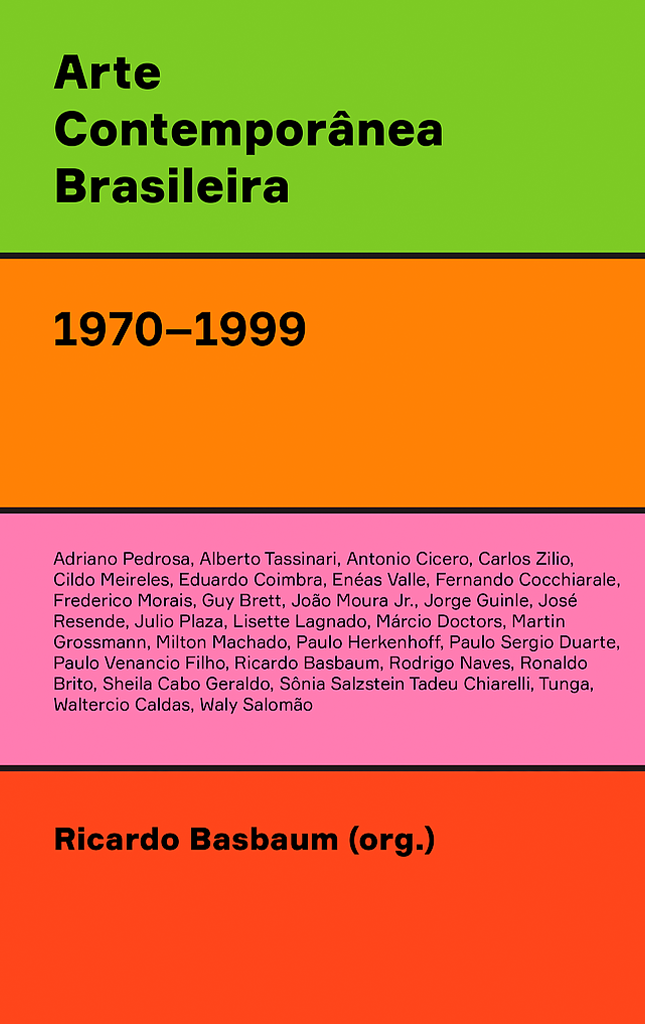 Arte
Contemporânea
Brasileira
1970–1999
Adriano Pedrosa, Alberto Tassinari, Antonio Cicero, Carlos Zilio,
Cildo Meireles, Eduardo Coimbra, Enéas Valle, Fernando Cocchiarale,
Frederico Morais, Guy Brett, João Moura Jr., Jorge Guinle, José
Resende, Julio Plaza, Lisette Lagnado, Márcio Doctors, Martin
Grossmann, Milton Machado, Paulo Herkenhoff, Paulo Sergio Duarte,
Paulo Venancio Filho, Ricardo Basbaum, Rodrigo Naves, Ronaldo
Brito, Sheila Cabo Geraldo, Sônia Salzstein Tadeu Chiarelli, Tunga,
Waltercio Caldas, Waly Salomão
Ricardo Basbaum (org.)